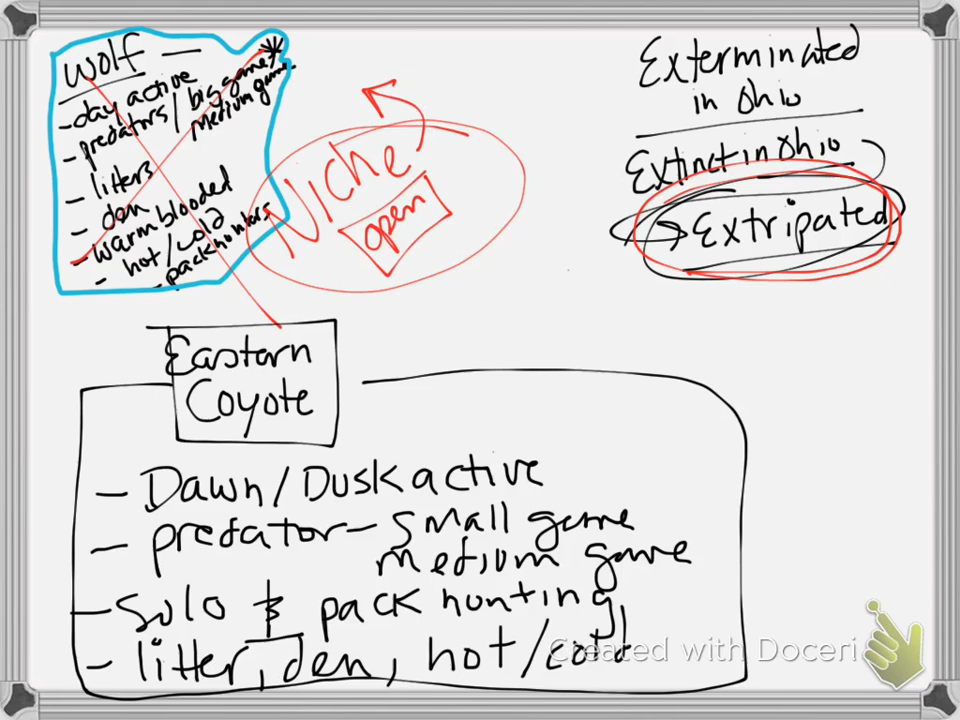 wolf —
- day active
- predators / big game*
medium game.
- litters
- den
- warm blooded
- hot / cold
- pack hunters
Niche
open
Exterminated
in Ohio
Extinct in Ohio
Extripated
Eastern
Coyote
- Dawn / Dusk active
- predator - small game
medium game
- Solo & pack hunting,
- litter, den, hot / cold
Created with Doceri